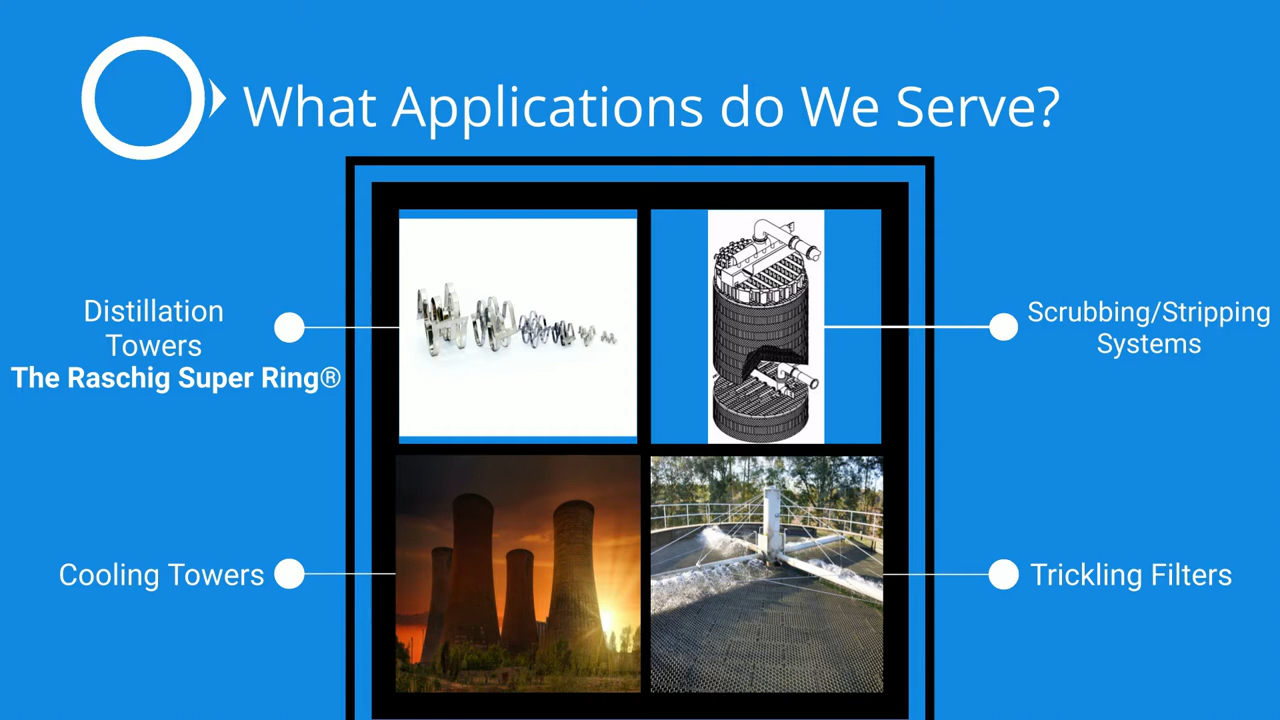 What Applications do We Serve?
Distillation
Towers
The Raschig Super Ring®
Scrubbing/Stripping
Systems
Cooling Towers
Trickling Filters